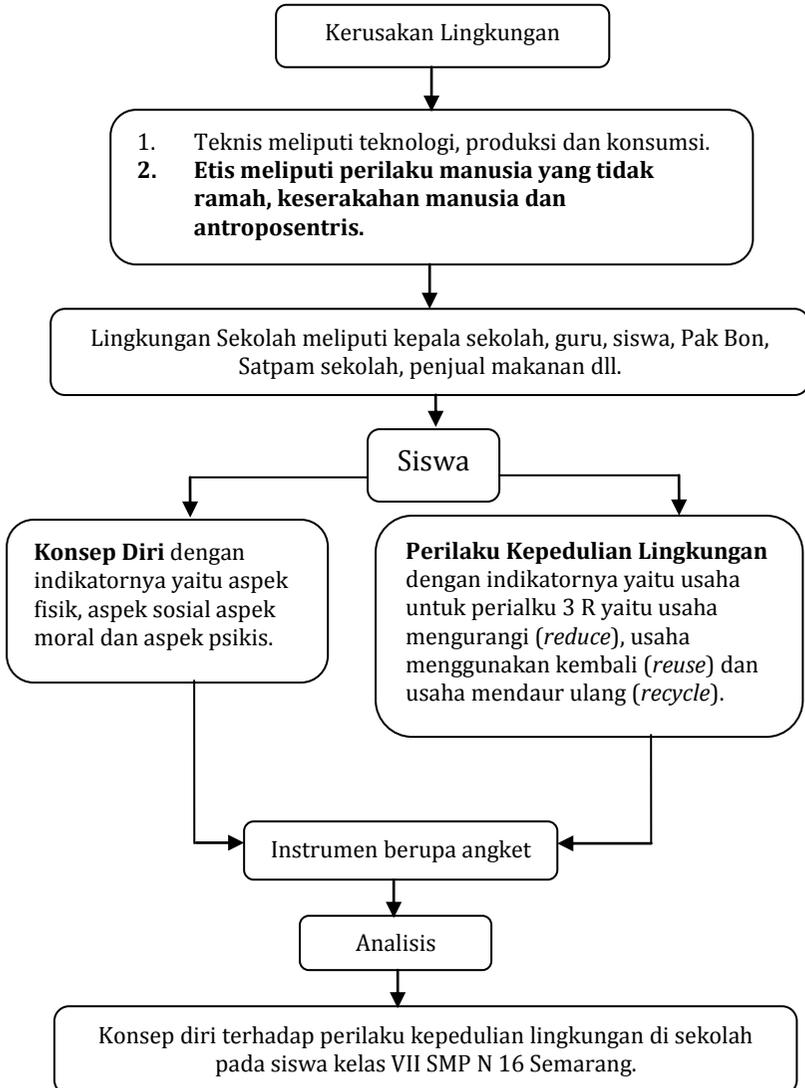 Kerusakan Lingkungan
1. Teknis meliputi teknologi, produksi dan konsumsi.
2. Etis meliputi perilaku manusia yang tidak
ramah, keserakahan manusia dan
antroposentris.
Lingkungan Sekolah meliputi kepala sekolah, guru, siswa, Pak Bon,
Satpam sekolah, penjual makanan dll.
Siswa
Konsep Diri dengan
indikatornya yaitu aspek
fisik, aspek sosial aspek
moral dan aspek psikis.
Perilaku Kepedulian Lingkungan
dengan indikatornya yaitu usaha
untuk perialku 3 R yaitu usaha
mengurangi (reduce), usaha
menggunakan kembali (reuse) dan
usaha mendaur ulang (recycle).
Instrumen berupa angket
Analisis
Konsep diri terhadap perilaku kepedulian lingkungan di sekolah
pada siswa kelas VII SMP N 16 Semarang.